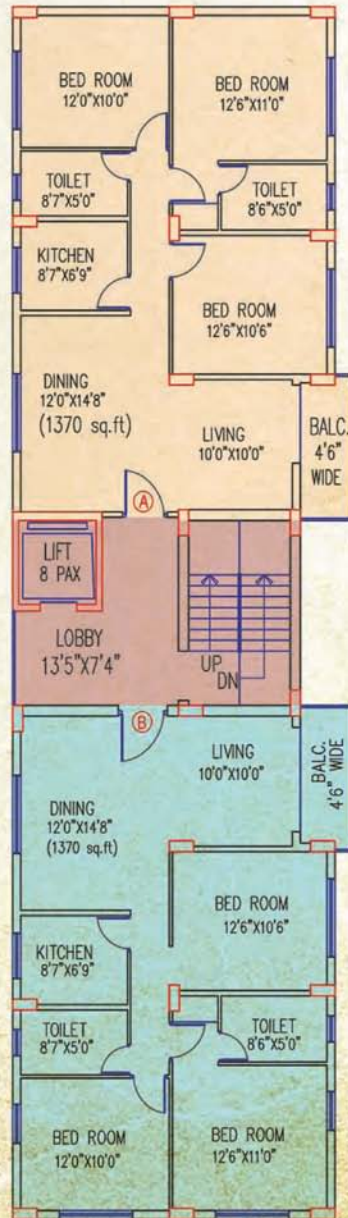 BED ROOM
12'0"X10'0"
BED ROOM
12'6"X11'0"
TOILET
8'7"X5'0"
TOILET
8'6"X5'0"
KITCHEN
8'7"X6'9"
BED ROOM
12'6"X10'6"
DINING
12'0"X14'8"
(1370 sq.ft)
LIVING
10'0"X10'0"
BALC.
4'6"
WIDE
A
LIFT
8 PAX
LOBBY
13'5"X7'4"
UP
DN
B
LIVING
10'0"X10'0"
BALC.
4'6" WIDE
DINING
12'0"X14'8"
(1370 sq.ft)
BED ROOM
12'6"X10'6"
KITCHEN
8'7"X6'9"
TOILET
8'7"X5'0"
TOILET
8'6"X5'0"
BED ROOM
12'0"X10'0"
BED ROOM
12'6"X11'0"